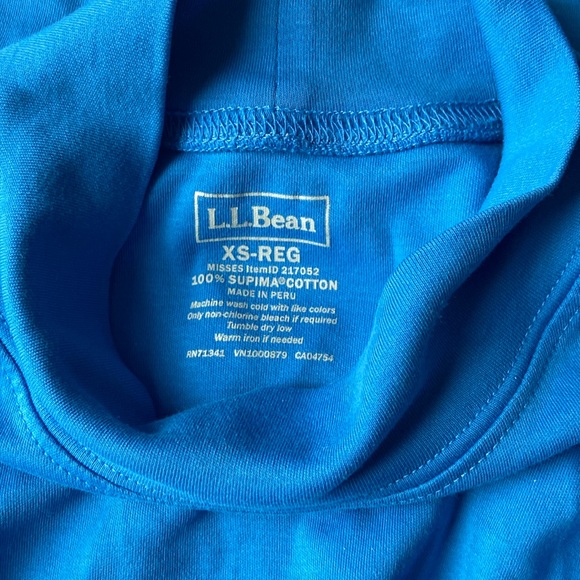 L.L.Bean
XS-REG
MISSES ItemID 217052
100% SUPIMA® COTTON
MADE IN PERU
Machine wash cold with like colors
Only non-chlorine bleach if required
Tumble dry low
Warm iron if needed
RN71341 VN1000879 CA04754